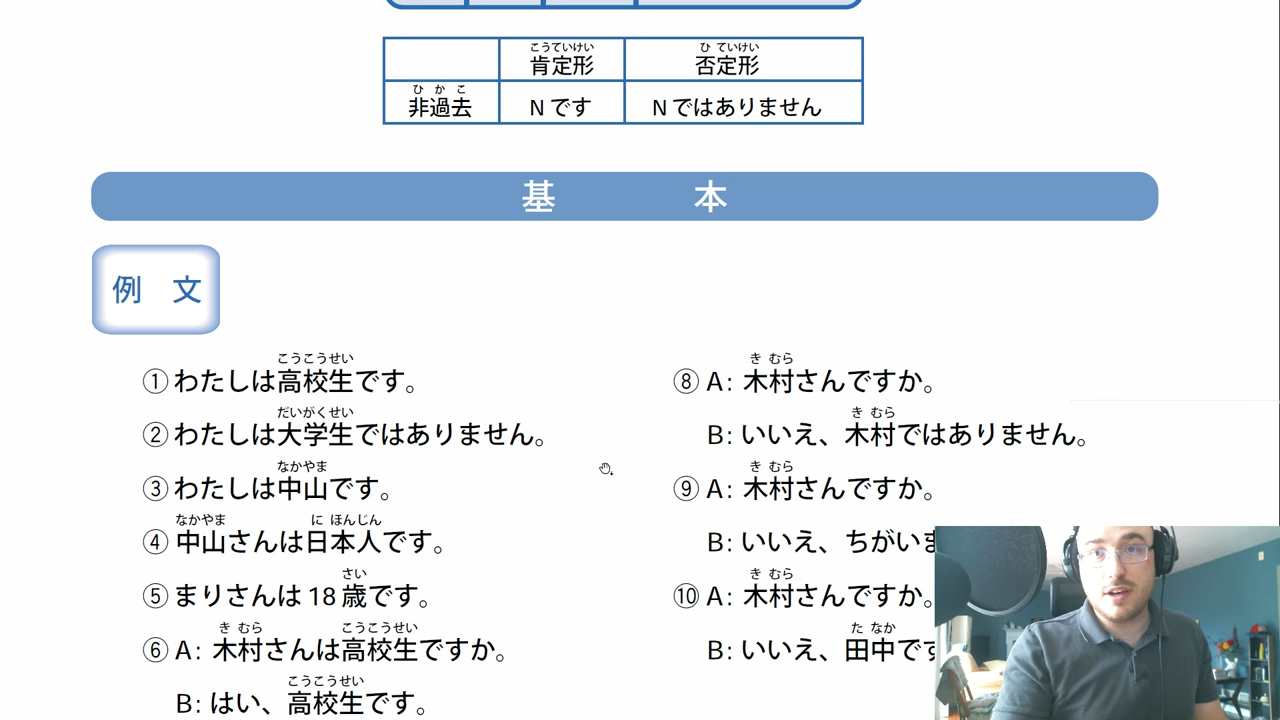 こうていけい ひ ていけい
肯定形 否定形
ひ か こ
非過去 N です N ではありません
基 本
例 文
こうこうせい
① わたしは高校生です。
だいがくせい
② わたしは大学生ではありません。
なかやま
③ わたしは中山です。
なかやま に ほんじん
④ 中山さんは日本人です。
さい
⑤ まりさんは 18 歳です。
き むら こうこうせい
⑥ A: 木村さんは高校生ですか。
こうこうせい
B: はい、高校生です。
き むら
⑧ A: 木村さんですか。
き むら
B: いいえ、木村ではありません。
き むら
⑨ A: 木村さんですか。
B: いいえ、ちがいま
き むら
⑩ A: 木村さんですか。
た なか
B: いいえ、田中です